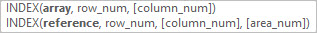 INDEX(array, row_num, [column_num])
INDEX(reference, row_num, [column_num], [area_num])